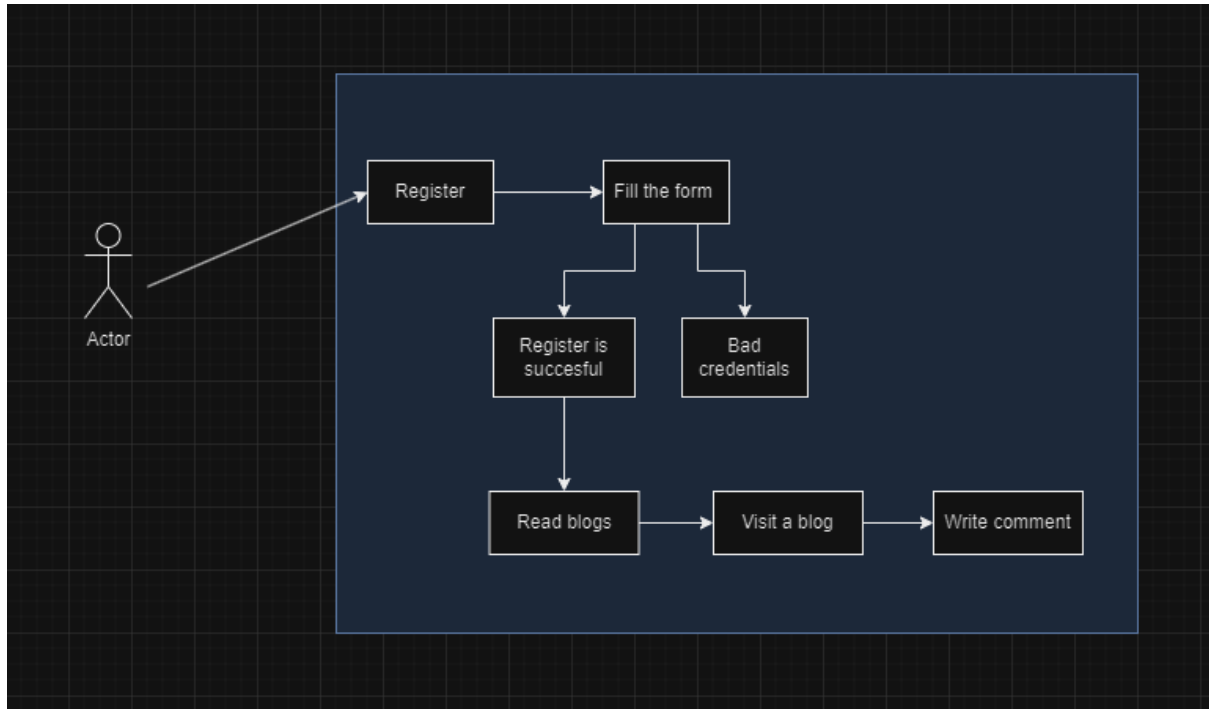 Register
Fill the form
Actor
Register is
succesful
Bad
credentials
Read blogs
Visit a blog
Write comment